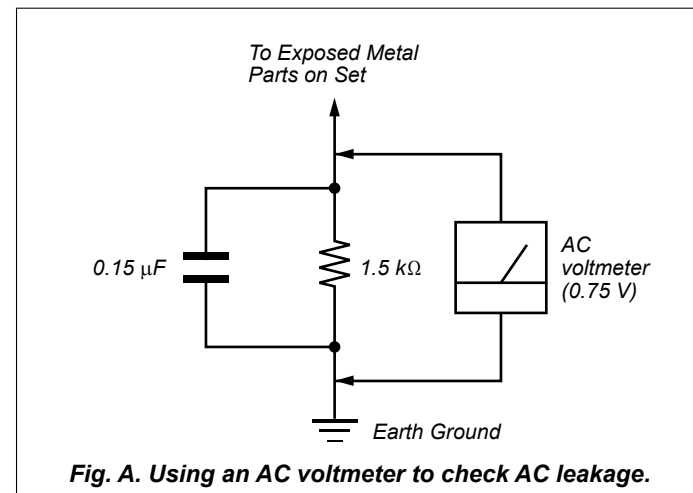 To Exposed Metal
Parts on Set
0.15 μF
1.5 kΩ
AC
voltmeter
(0.75 V)
Earth Ground
Fig. A. Using an AC voltmeter to check AC leakage.